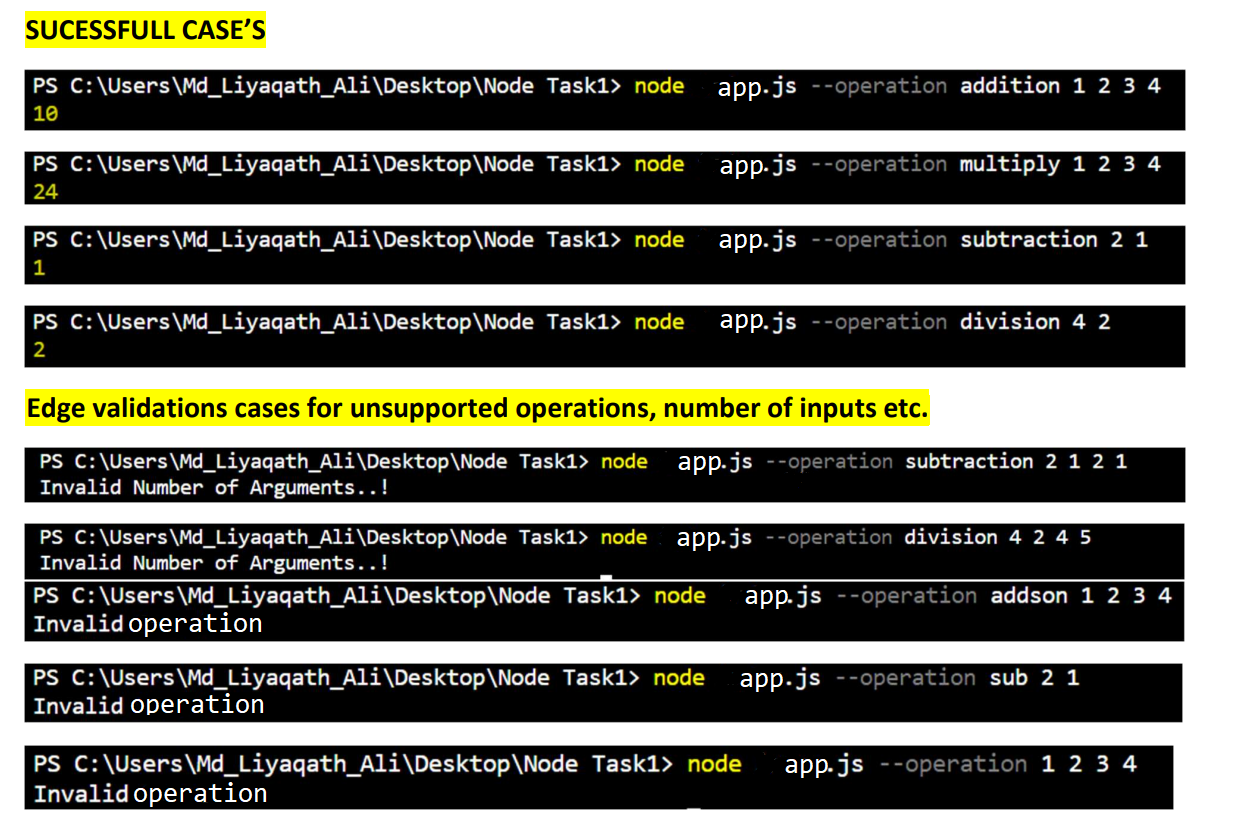 SUCESSFULL CASE’S
PS C:\Users\Md_Liyaqath_Ali\Desktop\Node Task1> node app.js --operation addition 1 2 3 4
10
PS C:\Users\Md_Liyaqath_Ali\Desktop\Node Task1> node app.js --operation multiply 1 2 3 4
24
PS C:\Users\Md_Liyaqath_Ali\Desktop\Node Task1> node app.js --operation subtraction 2 1
1
PS C:\Users\Md_Liyaqath_Ali\Desktop\Node Task1> node app.js --operation division 4 2
2
Edge validations cases for unsupported operations, number of inputs etc.
PS C:\Users\Md_Liyaqath_Ali\Desktop\Node Task1> node app.js --operation subtraction 2 1 2 1
Invalid Number of Arguments..!
PS C:\Users\Md_Liyaqath_Ali\Desktop\Node Task1> node app.js --operation division 4 2 4 5
Invalid Number of Arguments..!
PS C:\Users\Md_Liyaqath_Ali\Desktop\Node Task1> node app.js --operation addson 1 2 3 4
Invalid operation
PS C:\Users\Md_Liyaqath_Ali\Desktop\Node Task1> node app.js --operation sub 2 1
Invalid operation
PS C:\Users\Md_Liyaqath_Ali\Desktop\Node Task1> node app.js --operation 1 2 3 4
Invalid operation